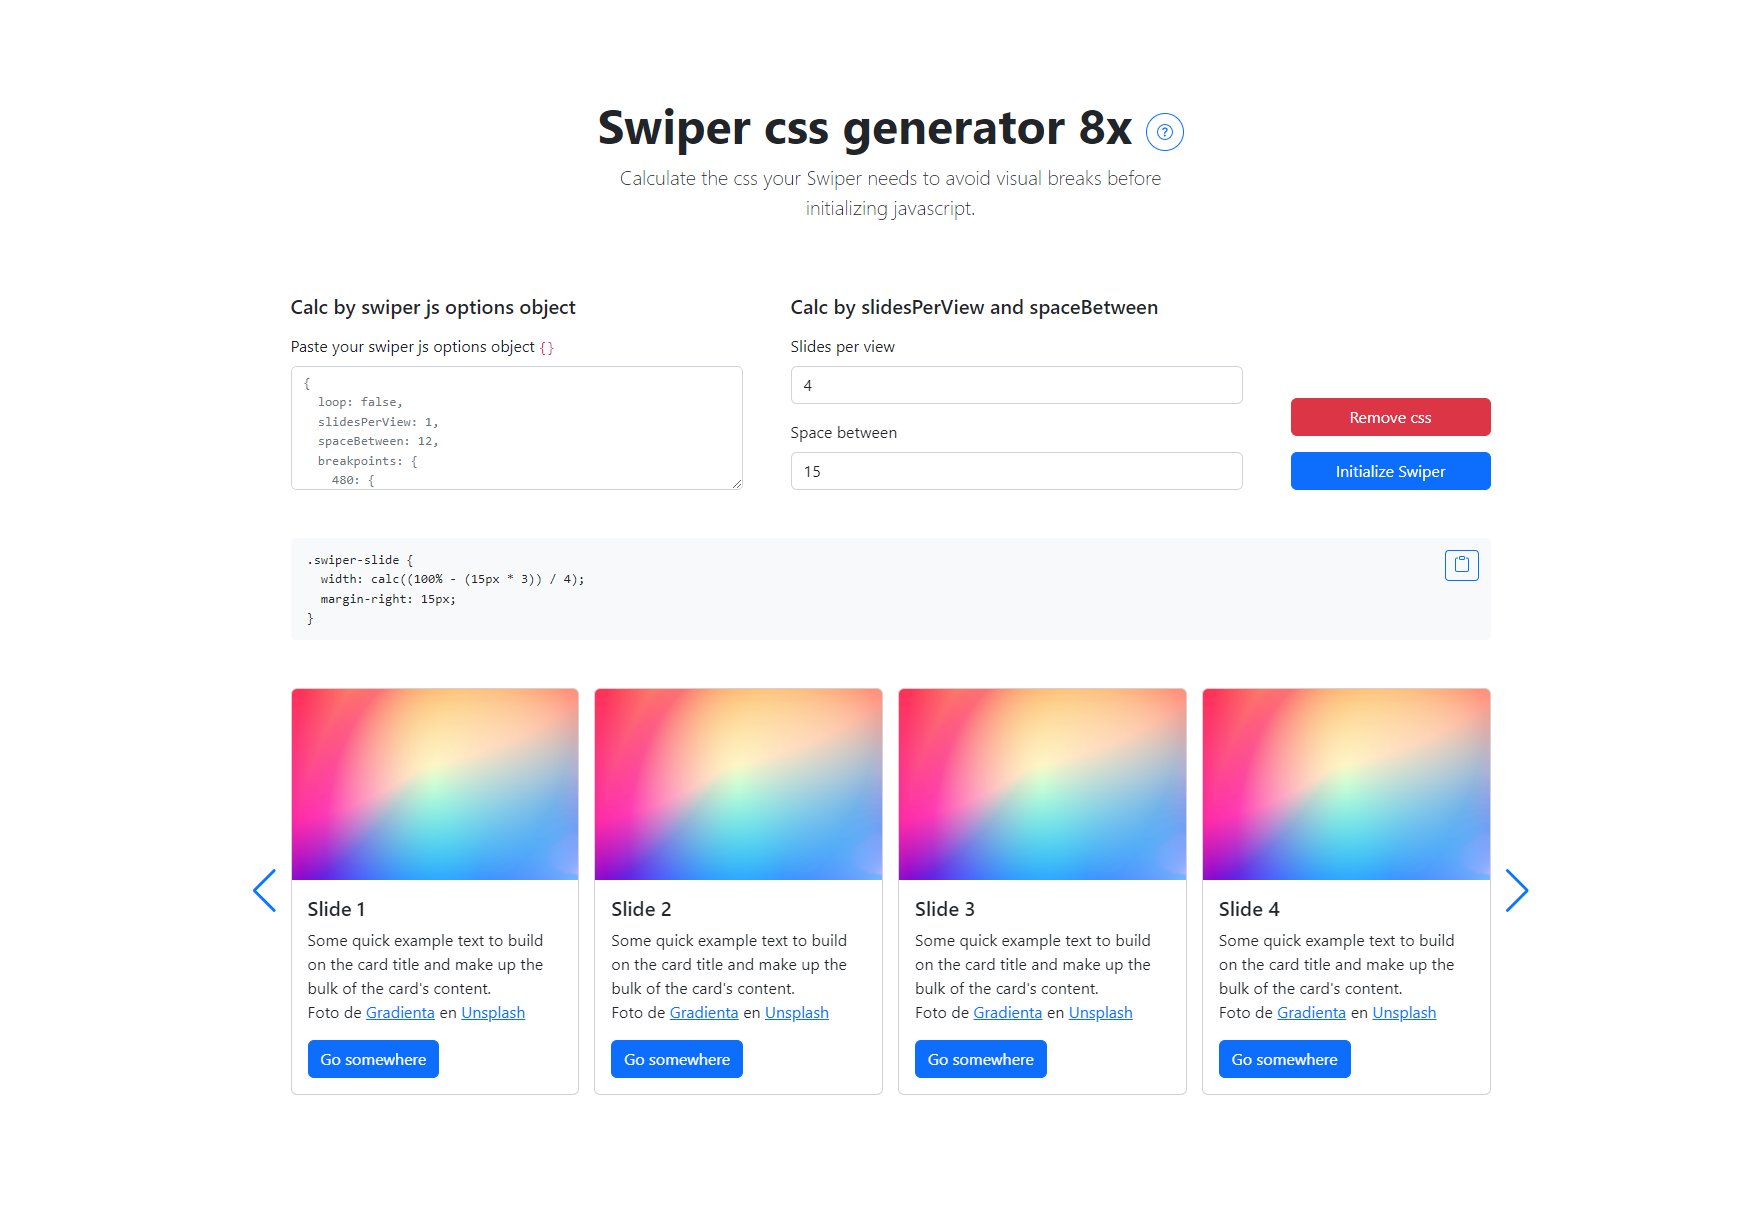 Swiper css generator 8x
Calculate the css your Swiper needs to avoid visual breaks before
initializing javascript.
Calc by swiper js options object
Paste your swiper js options object {}
{
  loop: false,
  slidesPerView: 1,
  spaceBetween: 12,
  breakpoints: {
    480: {
Calc by slidesPerView and spaceBetween
Slides per view
4
Space between
15
Remove css
Initialize Swiper
.swiper-slide {
  width: calc((100% - (15px * 3)) / 4);
  margin-right: 15px;
}
Slide 1
Some quick example text to build
on the card title and make up the
bulk of the card's content.
Foto de Gradienta en Unsplash
Go somewhere
Slide 2
Some quick example text to build
on the card title and make up the
bulk of the card's content.
Foto de Gradienta en Unsplash
Go somewhere
Slide 3
Some quick example text to build
on the card title and make up the
bulk of the card's content.
Foto de Gradienta en Unsplash
Go somewhere
Slide 4
Some quick example text to build
on the card title and make up the
bulk of the card's content.
Foto de Gradienta en Unsplash
Go somewhere